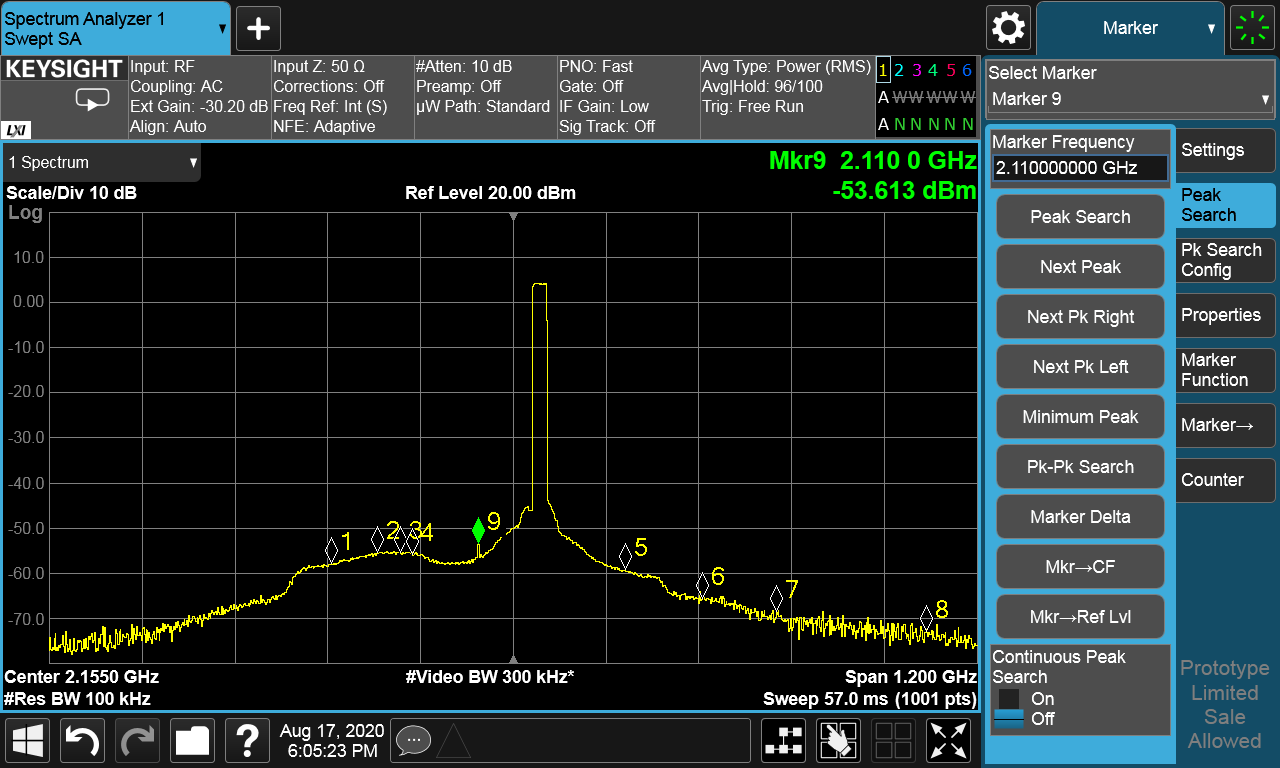 Spectrum Analyzer 1
Swept SA
Marker
KEYSIGHT
LXI
Input: RF
Coupling: AC
Ext Gain: -30.20 dB
Align: Auto
Input Z: 50 Ω
Corrections: Off
Freq Ref: Int (S)
NFE: Adaptive
#Atten: 10 dB
Preamp: Off
µW Path: Standard
PNO: Fast
Gate: Off
IF Gain: Low
Sig Track: Off
Avg Type: Power (RMS)
Avg|Hold: 96/100
Trig: Free Run
1 2 3 4 5 6
A W W W W W
A N N N N N
1 Spectrum
Mkr9 2.110 0 GHz
-53.613 dBm
Scale/Div 10 dB
Ref Level 20.00 dBm
Log
10.0
0.00
-10.0
-20.0
-30.0
-40.0
-50.0
-60.0
-70.0
1
2
3
4
9
5
6
7
8
Center 2.1550 GHz
#Video BW 300 kHz*
Span 1.200 GHz
#Res BW 100 kHz
Sweep 57.0 ms (1001 pts)
Select Marker
Marker 9
Marker Frequency
2.110000000 GHz
Peak Search
Next Peak
Next Pk Right
Next Pk Left
Minimum Peak
Pk-Pk Search
Marker Delta
Mkr→CF
Mkr→Ref Lvl
Continuous Peak
Search
On
Off
Settings
Peak
Search
Pk Search
Config
Properties
Marker
Function
Marker→
Counter
Prototype
Limited
Sale
Allowed
?
Aug 17, 2020
6:05:23 PM